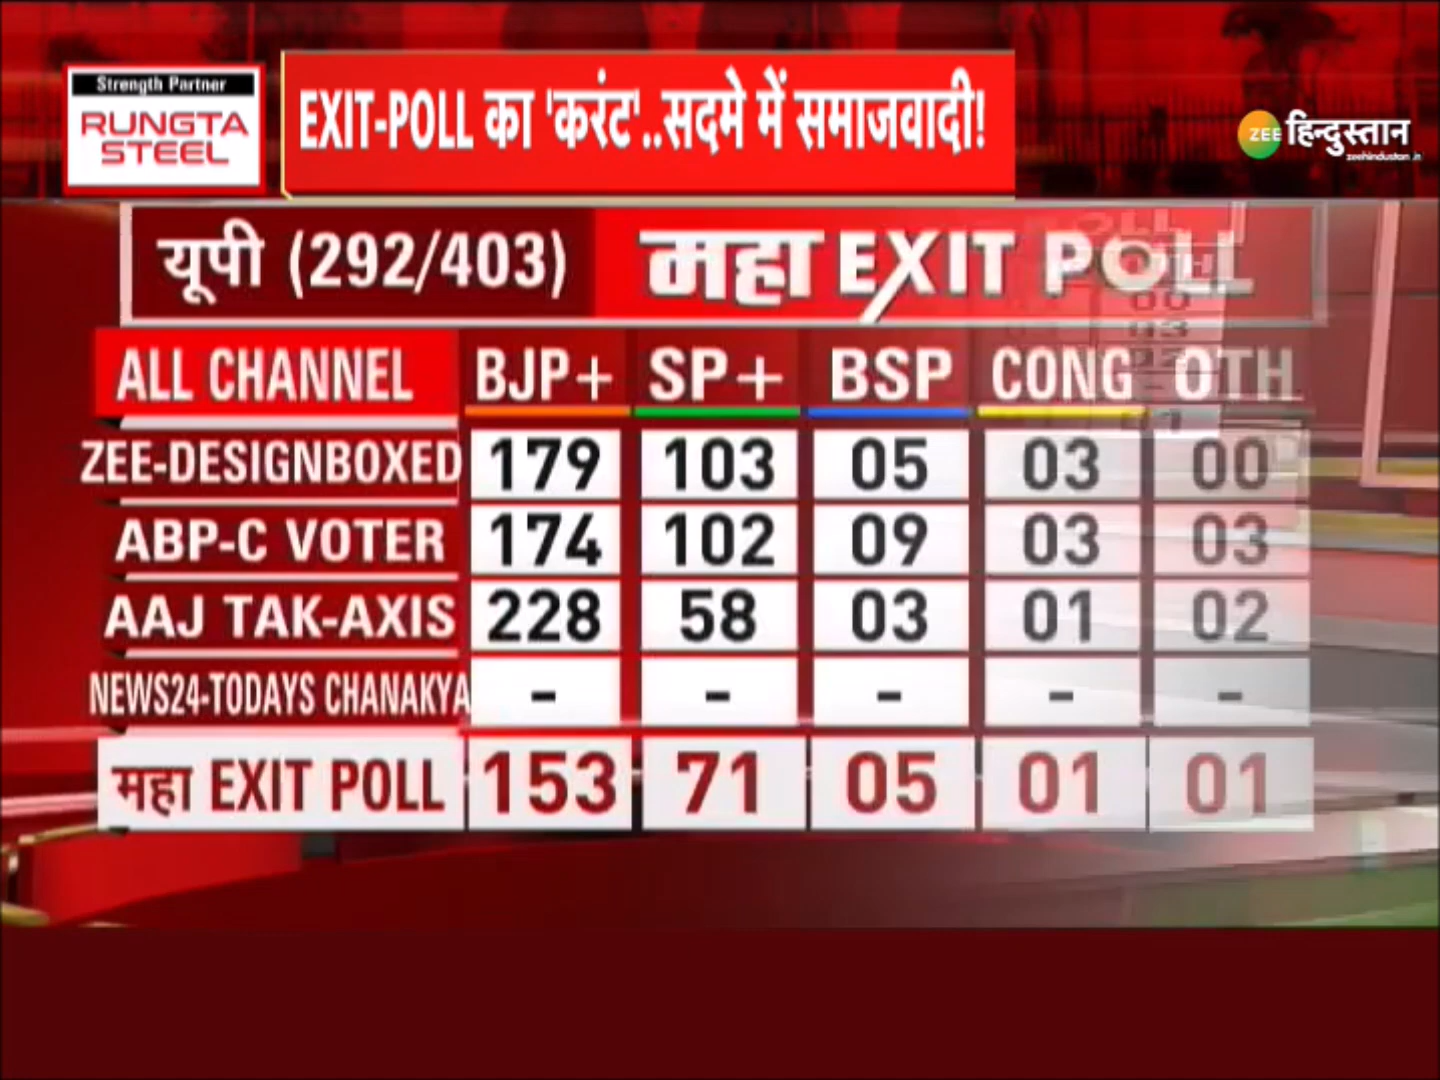 Strength Partner
RUNGTA
STEEL
EXIT-POLL का 'करंट'..सदमे में समाजवादी!
ZEE हिन्दुस्तान
zeehindustan.in
यूपी (292/403) महा EXIT POLL
ALL CHANNEL BJP+ SP+ BSP CONG OTH
ZEE-DESIGNBOXED 179 103 05 03 00
ABP-C VOTER 174 102 09 03 03
AAJ TAK-AXIS 228 58 03 01 02
NEWS24-TODAYS CHANAKYA - - - - -
महा EXIT POLL 153 71 05 01 01